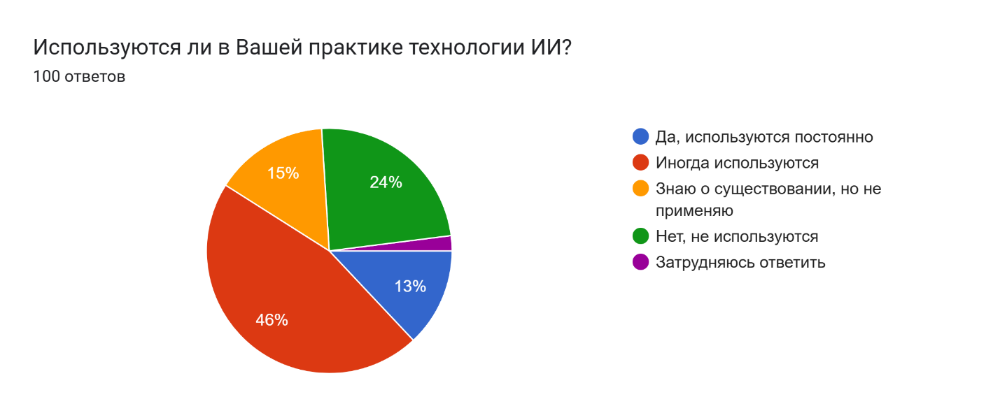 Используются ли в Вашей практике технологии ИИ?
100 ответов
15%
24%
13%
46%
Да, используются постоянно
Иногда используются
Знаю о существовании, но не
применяю
Нет, не используются
Затрудняюсь ответить